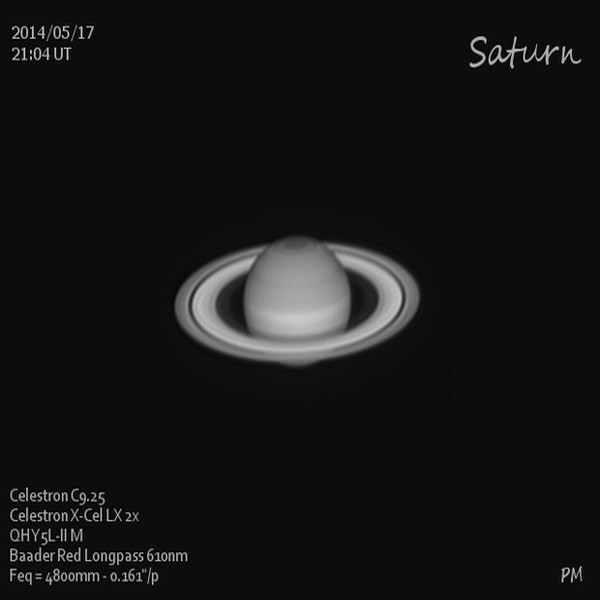 2014/05/17
21:04 UT
Saturn
Celestron C9.25
Celestron X-Cel LX 2x
QHY5L-II M
Baader Red Longpass 610nm
Feq = 4800mm - 0.161"/p
PM